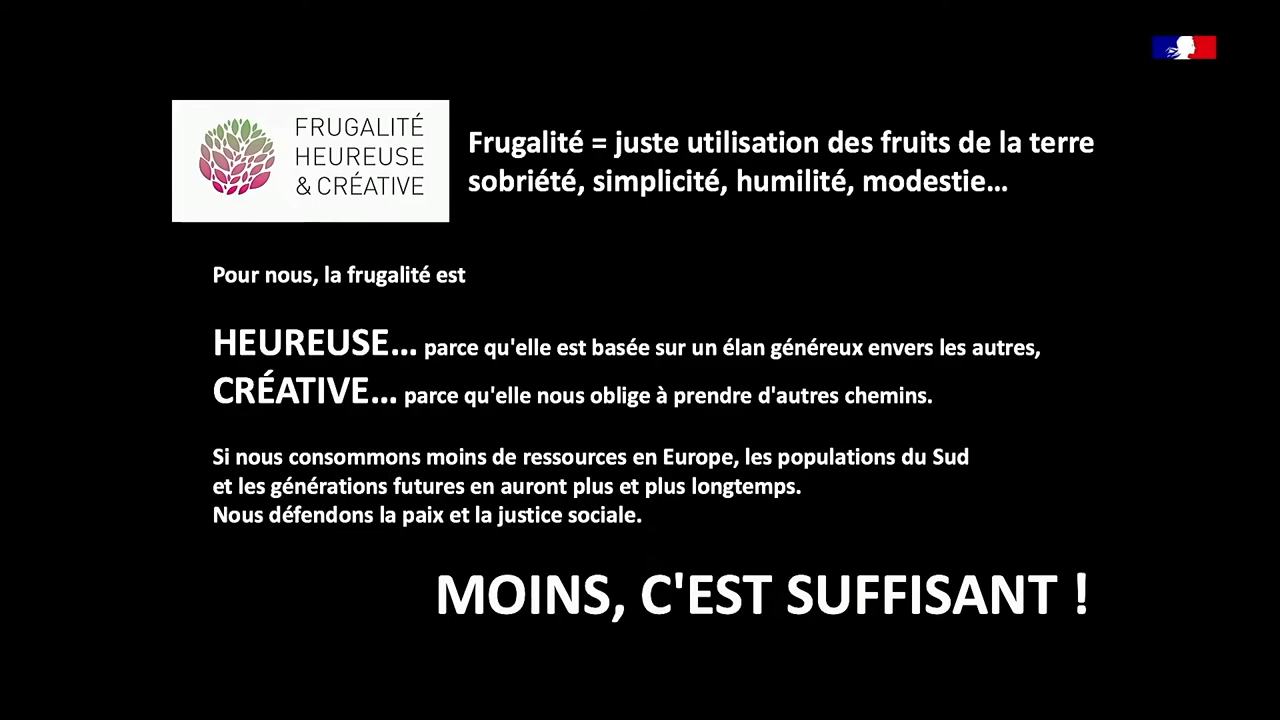 FRUGALITÉ
HEUREUSE
& CRÉATIVE
Frugalité = juste utilisation des fruits de la terre
sobriété, simplicité, humilité, modestie...
Pour nous, la frugalité est
HEUREUSE... parce qu'elle est basée sur un élan généreux envers les autres,
CRÉATIVE... parce qu'elle nous oblige à prendre d'autres chemins.
Si nous consommons moins de ressources en Europe, les populations du Sud
et les générations futures en auront plus et plus longtemps.
Nous défendons la paix et la justice sociale.
MOINS, C'EST SUFFISANT !